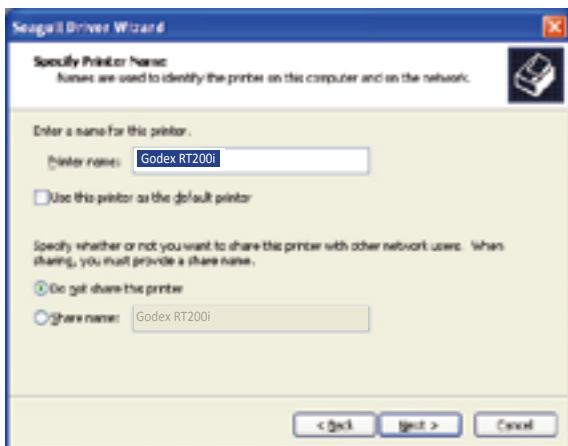 Seagull Driver Wizard
Specify Printer Name
Names are used to identify the printer on this computer and on the network.
Enter a name for this printer.
Printer name: Godex RT200i
Use this printer as the default printer
Specify whether or not you want to share this printer with other network users. When
sharing, you must provide a share name.
Do not share this printer
Share name: Godex RT200i
< Back Next > Cancel